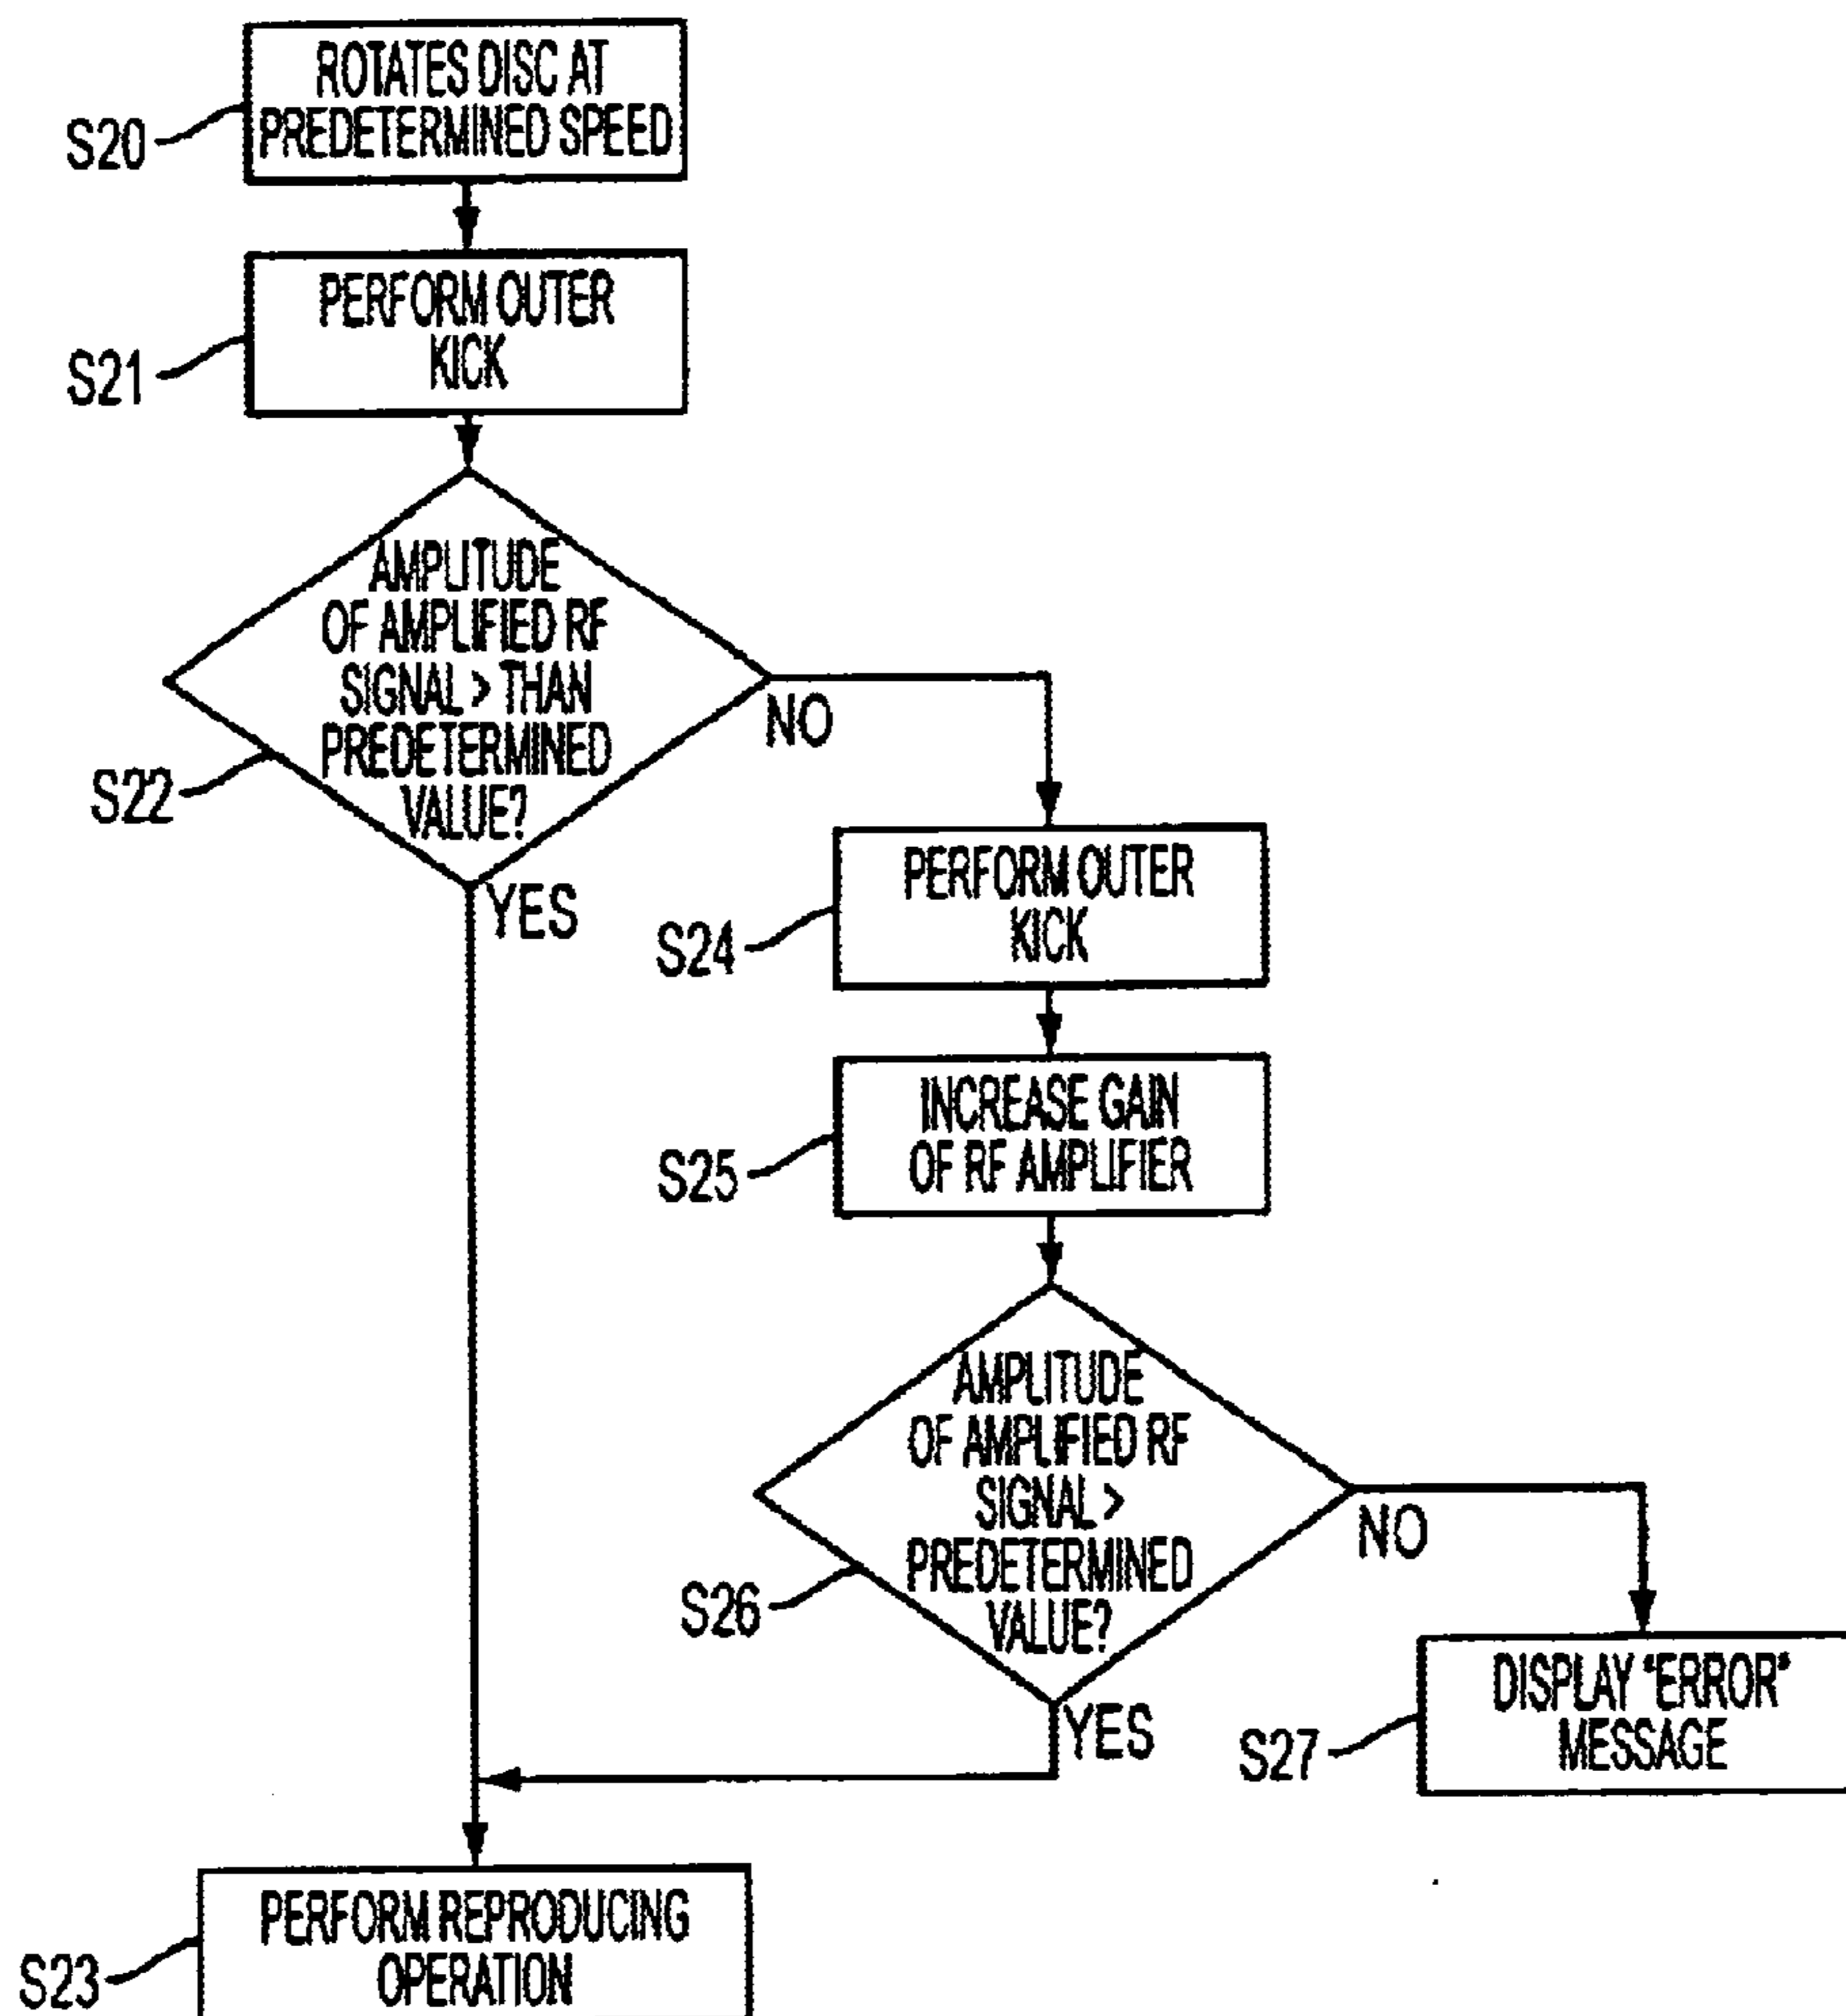 ROTATES DISC AT
PREDETERMINED SPEED
S20
PERFORM OUTER
KICK
S21
AMPLITUDE
OF AMPLIFIED RF
SIGNAL > THAN
PREDETERMINED
VALUE?
S22
NO
YES
PERFORM OUTER
KICK
S24
INCREASE GAIN
OF RF AMPLIFIER
S25
AMPLITUDE
OF AMPLIFIED RF
SIGNAL >
PREDETERMINED
VALUE?
S26
NO
YES
DISPLAY "ERROR"
MESSAGE
S27
PERFORM REPRODUCING
OPERATION
S23